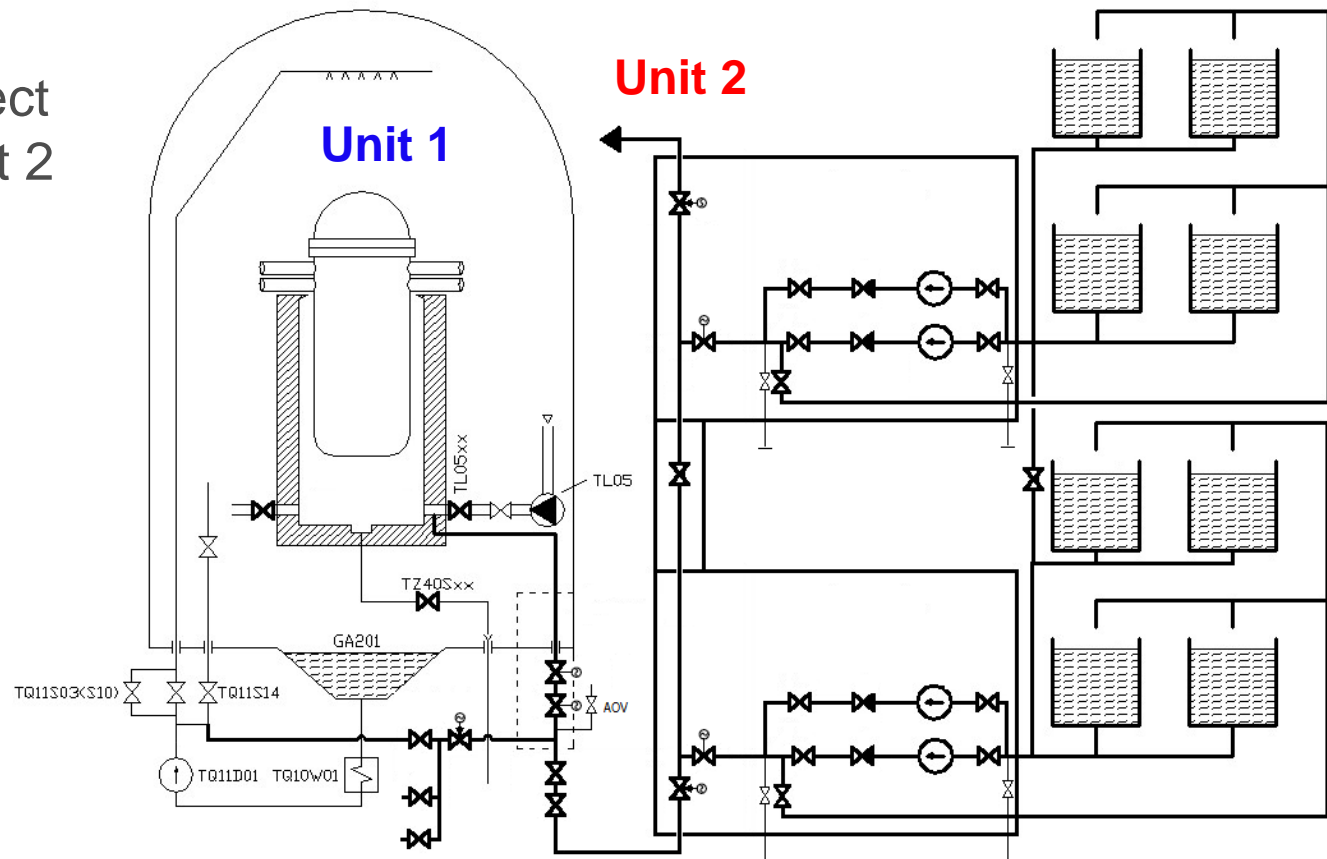 ect
t 2
Unit 1
Unit 2
TL05xx
TL05
TZ40Sxx
GA201
TQ11S03(S10)
TQ11S14
AOV
TQ11D01
TQ10W01